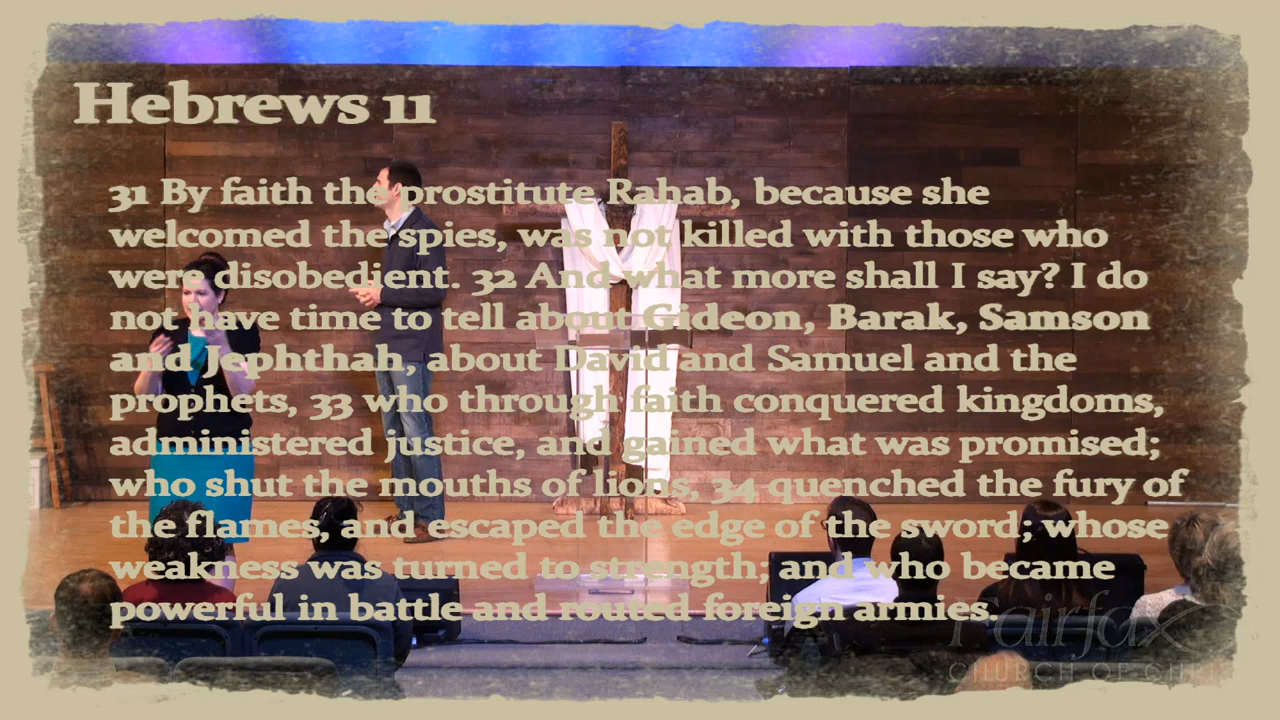 Hebrews 11
31 By faith the prostitute Rahab, because she
welcomed the spies, was not killed with those who
were disobedient. 32 And what more shall I say? I do
not have time to tell about Gideon, Barak, Samson
and Jephthah, about David and Samuel and the
prophets, 33 who through faith conquered kingdoms,
administered justice, and gained what was promised;
who shut the mouths of lions, 34 quenched the fury of
the flames, and escaped the edge of the sword; whose
weakness was turned to strength; and who became
powerful in battle and routed foreign armies.
Fairfax
CHURCH OF CHRIST